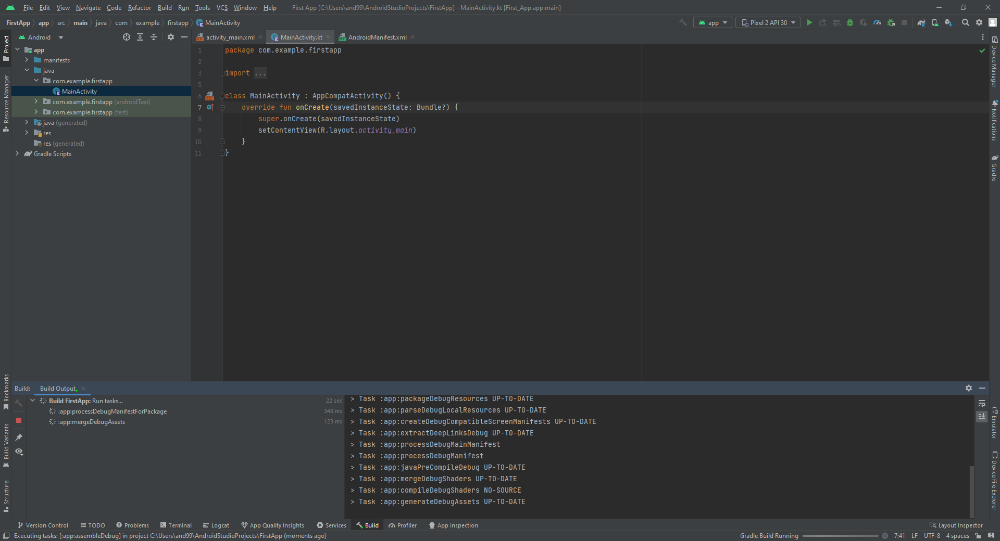 File Edit View Navigate Code Refactor Build Run Tools VCS Window Help First App [C:\Users\and99\AndroidStudioProjects\FirstApp] - MainActivity.kt [First_App.app.main]
FirstApp app src main java com example firstapp MainActivity app Pixel 2 API 30
Project
Resource Manager
Bookmarks
Build Variants
Structure
Android
app
manifests
java
com.example.firstapp
MainActivity
com.example.firstapp (androidTest)
com.example.firstapp (test)
java (generated)
res
res (generated)
Gradle Scripts
activity_main.xml MainActivity.kt AndroidManifest.xml
1 package com.example.firstapp
2
3 import ...
5
6 class MainActivity : AppCompatActivity() {
7 override fun onCreate(savedInstanceState: Bundle?) {
8 super.onCreate(savedInstanceState)
9 setContentView(R.layout.activity_main)
10 }
11 }
Device Manager
Notifications
Gradle
Emulator
Device File Explorer
Build: Build Output
Build FirstApp: Run tasks... 22 sec
:app:processDebugManifestForPackage 348 ms
:app:mergeDebugAssets 123 ms
> Task :app:packageDebugResources UP-TO-DATE
> Task :app:parseDebugLocalResources UP-TO-DATE
> Task :app:createDebugCompatibleScreenManifests UP-TO-DATE
> Task :app:extractDeepLinksDebug UP-TO-DATE
> Task :app:processDebugMainManifest
> Task :app:processDebugManifest
> Task :app:javaPreCompileDebug UP-TO-DATE
> Task :app:mergeDebugShaders UP-TO-DATE
> Task :app:compileDebugShaders NO-SOURCE
> Task :app:generateDebugAssets UP-TO-DATE
Version Control TODO Problems Terminal Logcat App Quality Insights Services Build Profiler App Inspection Layout Inspector
Executing tasks: [:app:assembleDebug] in project C:\Users\and99\AndroidStudioProjects\FirstApp (moments ago) Gradle Build Running 7:41 LF UTF-8 4 spaces